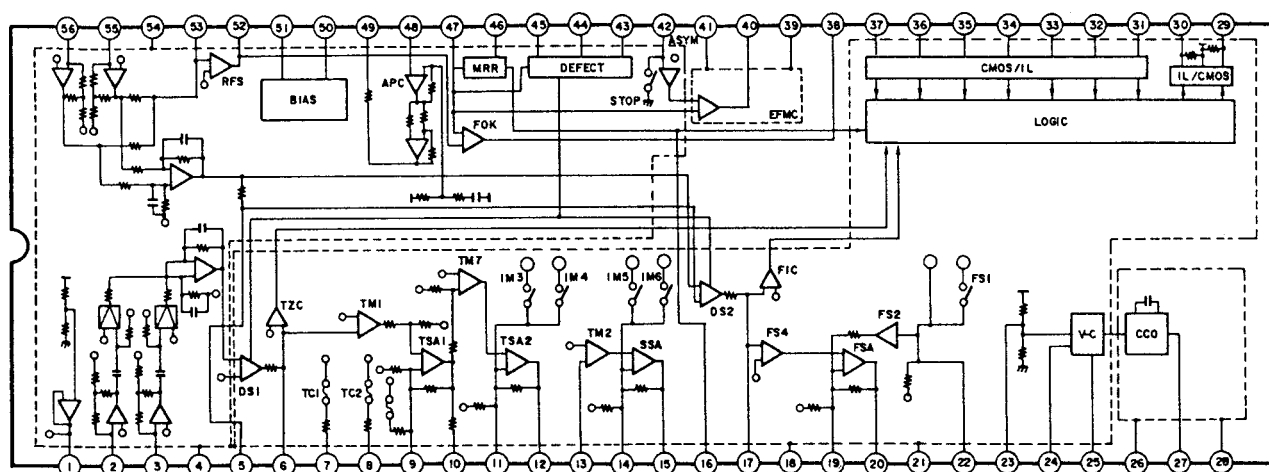 56 55 54 53 52 51 50 49 48 47 46 45 44 43 42 41 40 39 38 37 36 35 34 33 32 31 30 29
ASYM
RFS
MRR
DEFECT
CMOS/IL
IL/CMOS
APC
BIAS
STOP
EFMC
FOK
LOGIC
TM7
1M3
1M4
1M5
1M6
FIC
FS1
TZC
TM1
DS2
FS2
TSA1
TSA2
TM2
SSA
FS4
FSA
V-C
CCO
DS1
TC1
TC2
1 2 3 4 5 6 7 8 9 10 11 12 13 14 15 16 17 18 19 20 21 22 23 24 25 26 27 28